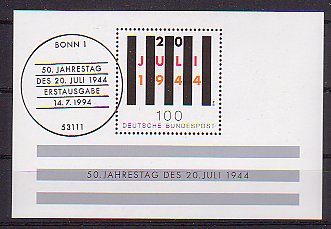 BONN 1
50. JAHRESTAG
DES 20. JULI 1944
ERSTAUSGABE
14.7.1994
53111
20
JULI
1944
100
DEUTSCHE BUNDESPOST
50. JAHRESTAG DES 20. JULI 1944